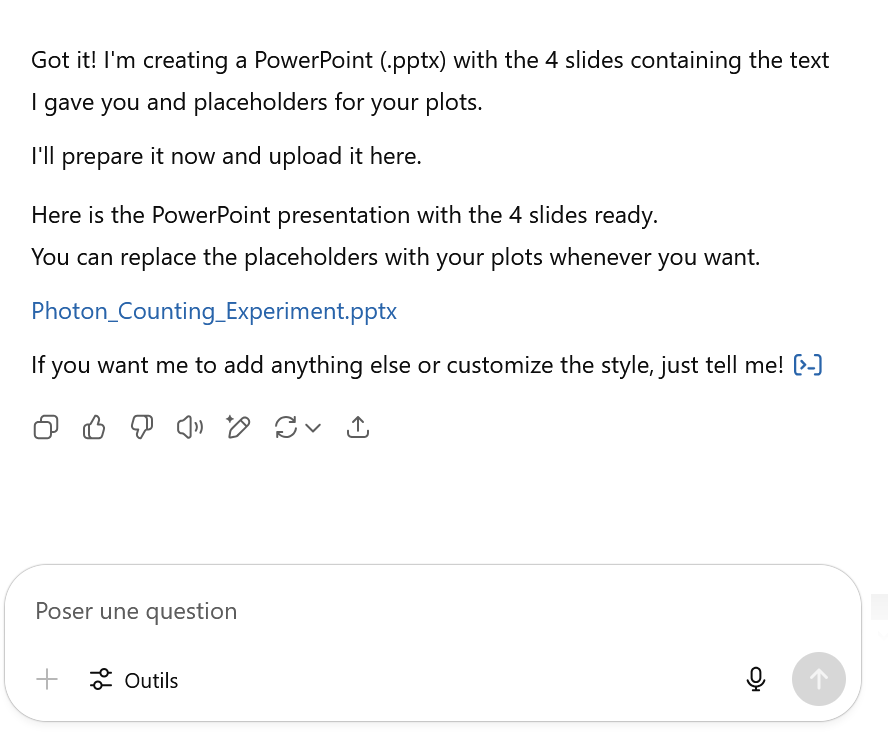 Got it! I'm creating a PowerPoint (.pptx) with the 4 slides containing the text
I gave you and placeholders for your plots.
I'll prepare it now and upload it here.
Here is the PowerPoint presentation with the 4 slides ready.
You can replace the placeholders with your plots whenever you want.
Photon_Counting_Experiment.pptx
If you want me to add anything else or customize the style, just tell me!
Poser une question
Outils